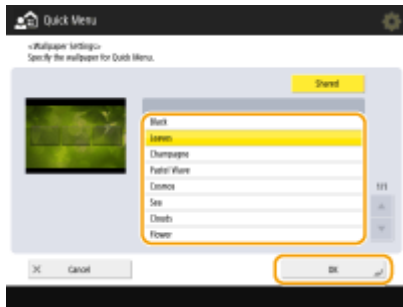 Quick Menu
<Wallpaper Settings>
Specify the wallpaper for Quick Menu.
Shared
Black
Leaves
Champagne
Pastel Wave
Cosmos
Sea
Clouds
Flower
1/1
Cancel
OK